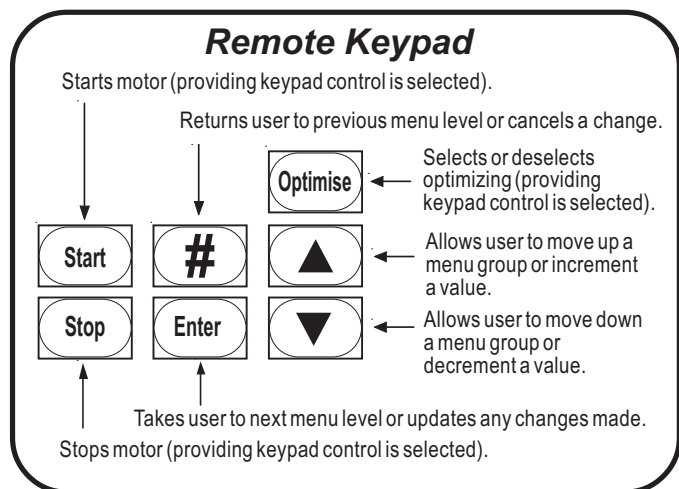 Remote Keypad
Starts motor (providing keypad control is selected).
Returns user to previous menu level or cancels a change.
Optimise
Selects or deselects
optimizing (providing
keypad control is selected).
Start
#
▲
Allows user to move up a
menu group or increment
a value.
Stop
Enter
▼
Allows user to move down
a menu group or
decrement a value.
Takes user to next menu level or updates any changes made.
Stops motor (providing keypad control is selected).